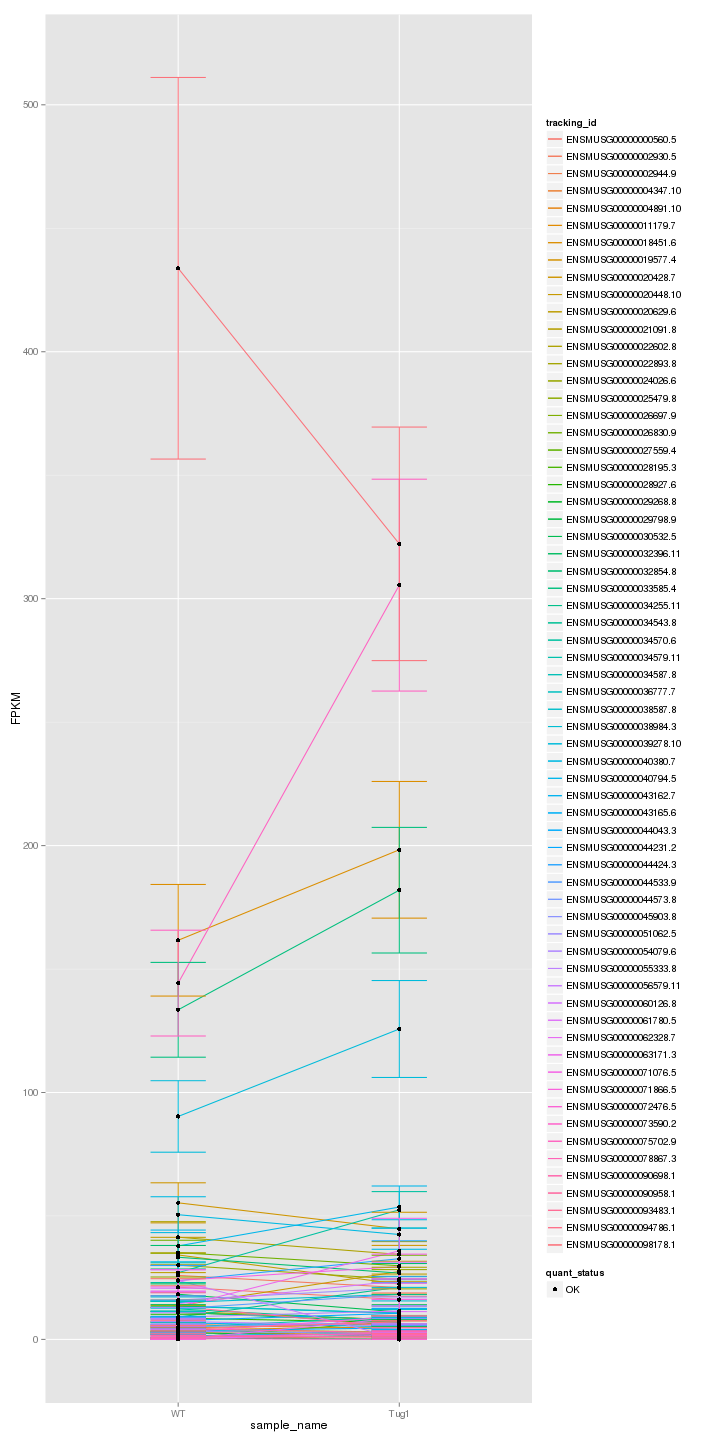 500
400
300
200
100
0
FPKM
WT
Tug1
sample_name
tracking_id
ENSMUSG00000000560.5
ENSMUSG00000002930.5
ENSMUSG00000002944.9
ENSMUSG00000004347.10
ENSMUSG00000004891.10
ENSMUSG00000011179.7
ENSMUSG00000018451.6
ENSMUSG00000019577.4
ENSMUSG00000020428.7
ENSMUSG00000020448.10
ENSMUSG00000020629.6
ENSMUSG00000021091.8
ENSMUSG00000022602.8
ENSMUSG00000022893.8
ENSMUSG00000024026.6
ENSMUSG00000025479.8
ENSMUSG00000026697.9
ENSMUSG00000026830.9
ENSMUSG00000027559.4
ENSMUSG00000028195.3
ENSMUSG00000028927.6
ENSMUSG00000029268.8
ENSMUSG00000029798.9
ENSMUSG00000030532.5
ENSMUSG00000032396.11
ENSMUSG00000032854.8
ENSMUSG00000033585.4
ENSMUSG00000034255.11
ENSMUSG00000034543.8
ENSMUSG00000034570.6
ENSMUSG00000034579.11
ENSMUSG00000034587.8
ENSMUSG00000036777.7
ENSMUSG00000038587.8
ENSMUSG00000038984.3
ENSMUSG00000039278.10
ENSMUSG00000040380.7
ENSMUSG00000040794.5
ENSMUSG00000043162.7
ENSMUSG00000043165.6
ENSMUSG00000044043.3
ENSMUSG00000044231.2
ENSMUSG00000044424.3
ENSMUSG00000044533.9
ENSMUSG00000044573.8
ENSMUSG00000045903.8
ENSMUSG00000051062.5
ENSMUSG00000054079.6
ENSMUSG00000055333.8
ENSMUSG00000056579.11
ENSMUSG00000060126.8
ENSMUSG00000061780.5
ENSMUSG00000062328.7
ENSMUSG00000063171.3
ENSMUSG00000071076.5
ENSMUSG00000071866.5
ENSMUSG00000072476.5
ENSMUSG00000073590.2
ENSMUSG00000075702.9
ENSMUSG00000078867.3
ENSMUSG00000090698.1
ENSMUSG00000090958.1
ENSMUSG00000093483.1
ENSMUSG00000094786.1
ENSMUSG00000098178.1
quant_status
OK